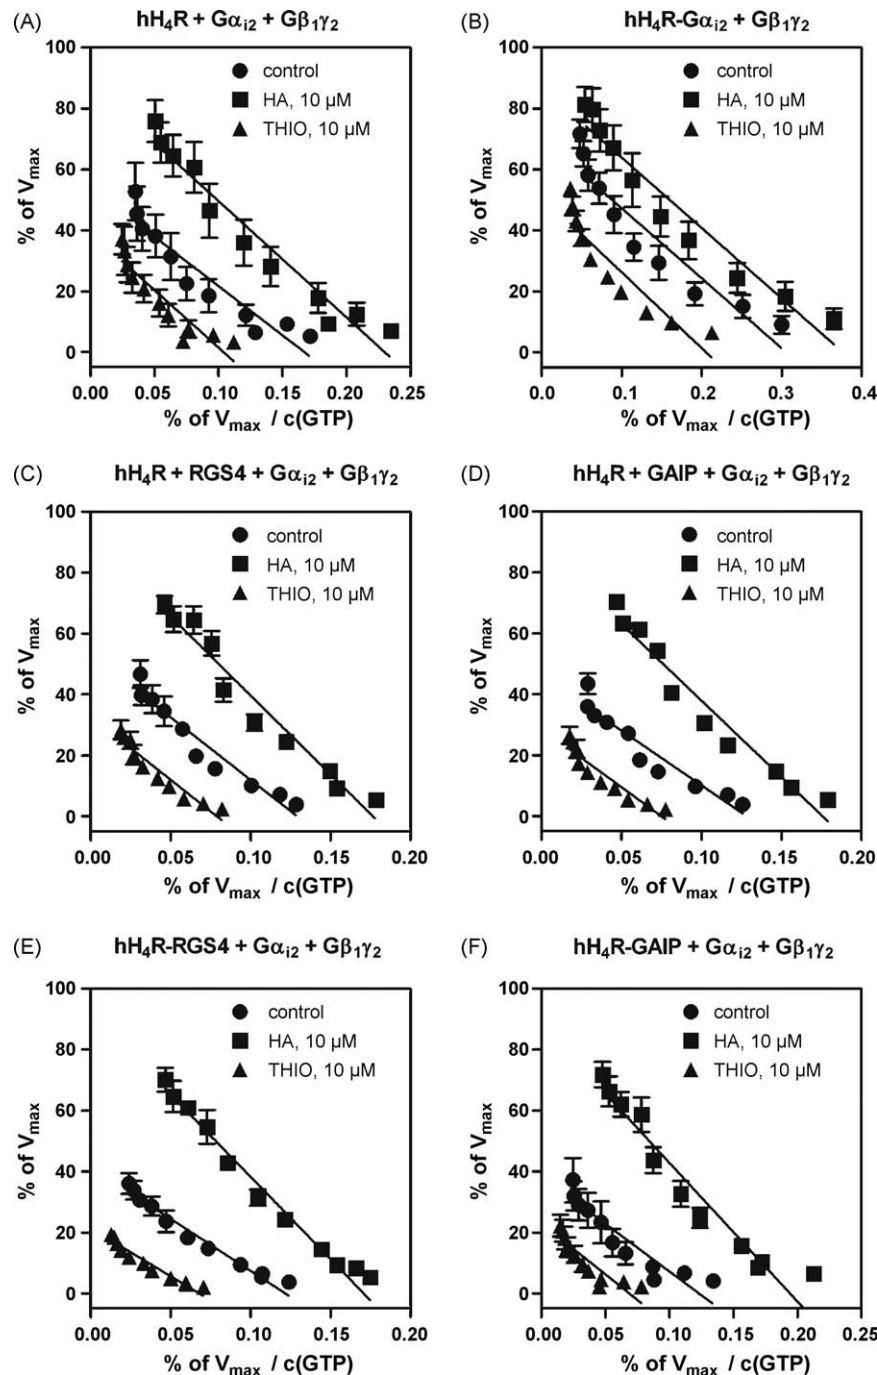 (A) hH₄R + Gαi₂ + Gβ₁γ₂
control
HA, 10 μM
THIO, 10 μM
% of Vmax
100
80
60
40
20
0
0.00 0.05 0.10 0.15 0.20 0.25
% of Vmax / c(GTP)
(B) hH₄R-Gαi₂ + Gβ₁γ₂
control
HA, 10 μM
THIO, 10 μM
% of Vmax
100
80
60
40
20
0
0.0 0.1 0.2 0.3 0.4
% of Vmax / c(GTP)
(C) hH₄R + RGS4 + Gαi₂ + Gβ₁γ₂
control
HA, 10 μM
THIO, 10 μM
% of Vmax
100
80
60
40
20
0
0.00 0.05 0.10 0.15 0.20
% of Vmax / c(GTP)
(D) hH₄R + GAIP + Gαi₂ + Gβ₁γ₂
control
HA, 10 μM
THIO, 10 μM
% of Vmax
100
80
60
40
20
0
0.00 0.05 0.10 0.15 0.20
% of Vmax / c(GTP)
(E) hH₄R-RGS4 + Gαi₂ + Gβ₁γ₂
control
HA, 10 μM
THIO, 10 μM
% of Vmax
100
80
60
40
20
0
0.00 0.05 0.10 0.15 0.20
% of Vmax / c(GTP)
(F) hH₄R-GAIP + Gαi₂ + Gβ₁γ₂
control
HA, 10 μM
THIO, 10 μM
% of Vmax
100
80
60
40
20
0
0.00 0.05 0.10 0.15 0.20 0.25
% of Vmax / c(GTP)